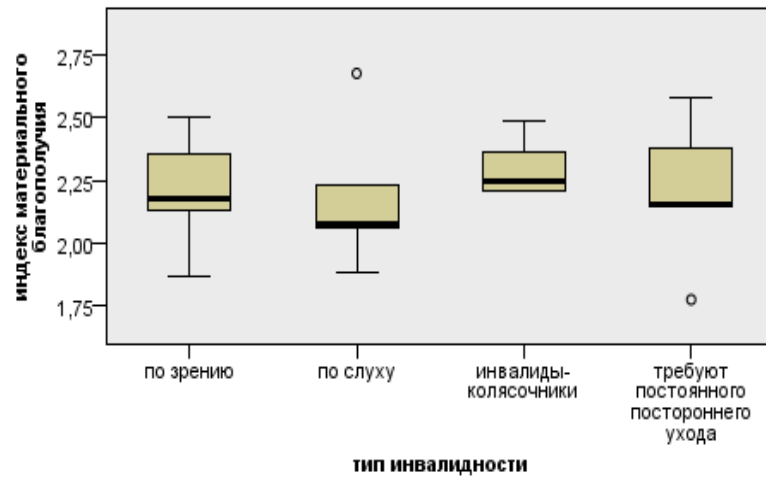 индекс материального
благополучия
2,75
2,50
2,25
2,00
1,75
по зрению
по слуху
инвалиды-
колясочники
требуют
постоянного
постороннего
ухода
тип инвалидности